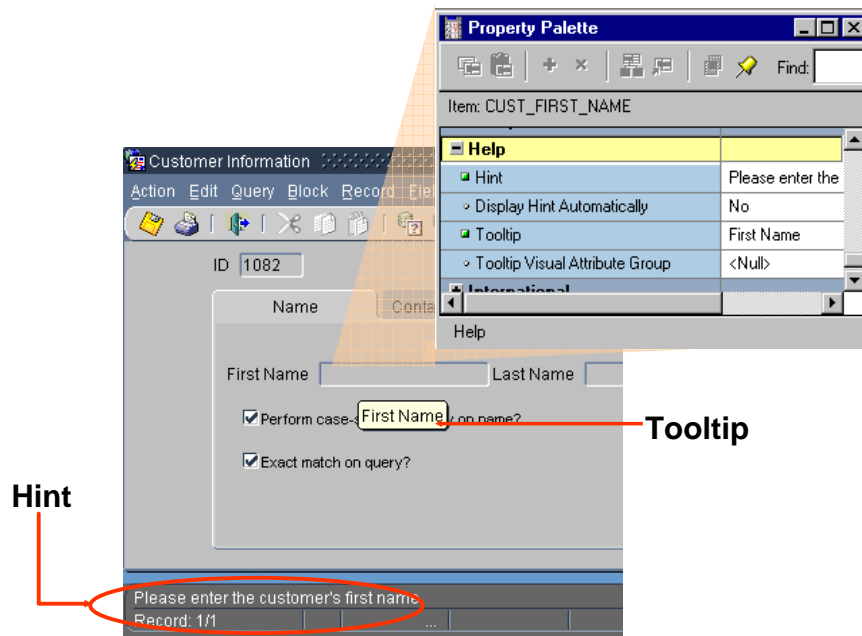 Property Palette
Find:
Item: CUST_FIRST_NAME
Help
Hint Please enter the
Display Hint Automatically No
Tooltip First Name
Tooltip Visual Attribute Group <Null>
International
Help
Customer Information
Action Edit Query Block Record
ID 1082
Name Conta
First Name Last Name
Perform case-s
First Name
on name?
Exact match on query?
Tooltip
Hint
Please enter the customer's first name
Record: 1/1 ...